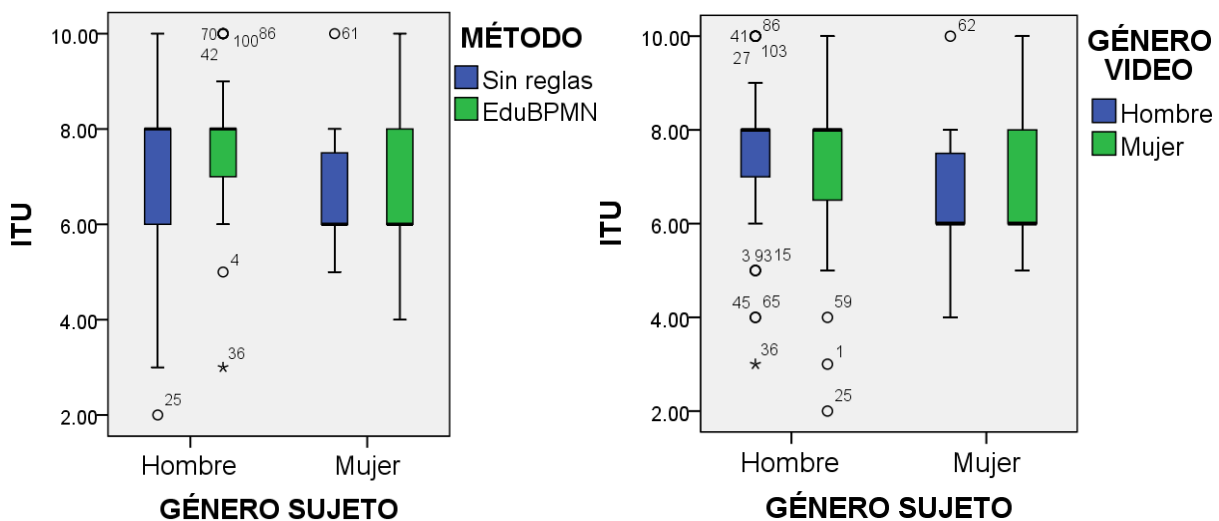 10.00
8.00
6.00
4.00
2.00
ITU
70 100 86
42
4
36
25
61
Hombre Mujer
GÉNERO SUJETO
MÉTODO
Sin reglas
EduBPMN
10.00
8.00
6.00
4.00
2.00
ITU
41 86
27 103
3 93 15
45 65
36
59
1
25
62
Hombre Mujer
GÉNERO SUJETO
GÉNERO
VIDEO
Hombre
Mujer